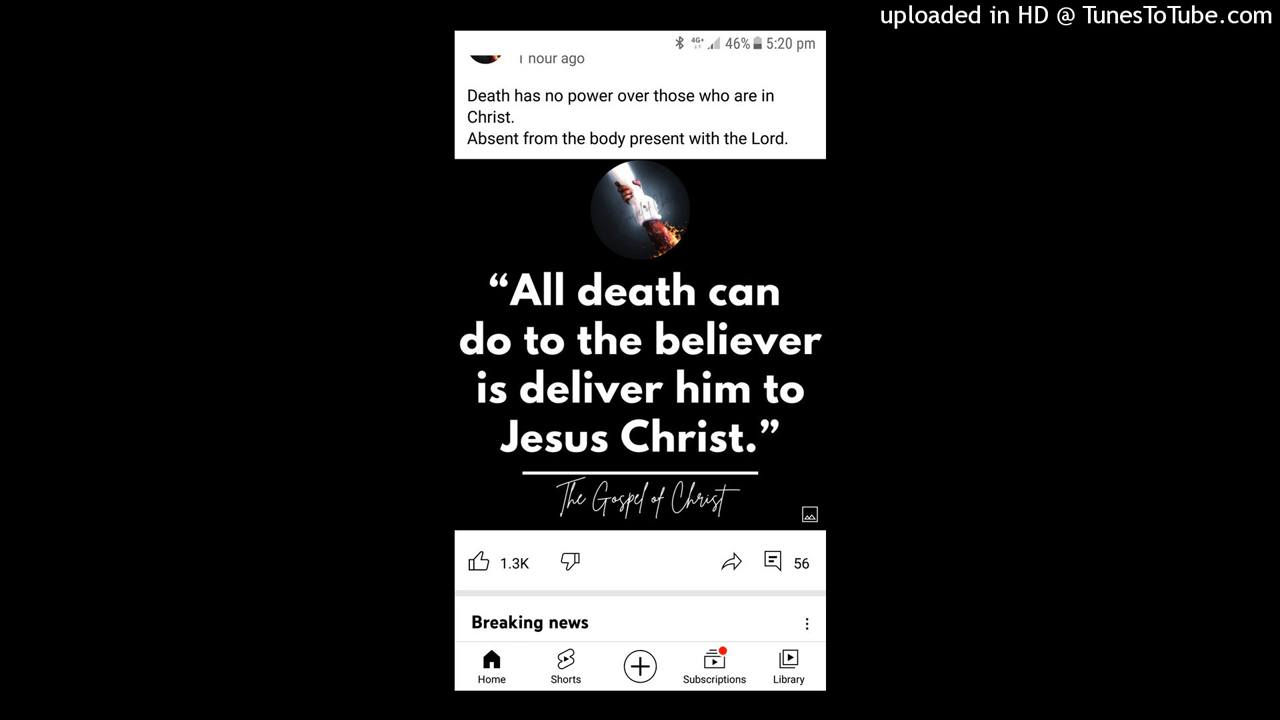 uploaded in HD @ TunesToTube.com
4G+ 46% 5:20 pm
1 hour ago
Death has no power over those who are in
Christ.
Absent from the body present with the Lord.
“All death can
do to the believer
is deliver him to
Jesus Christ.”
The Gospel of Christ
1.3K 56
Breaking news
Home Shorts Subscriptions Library